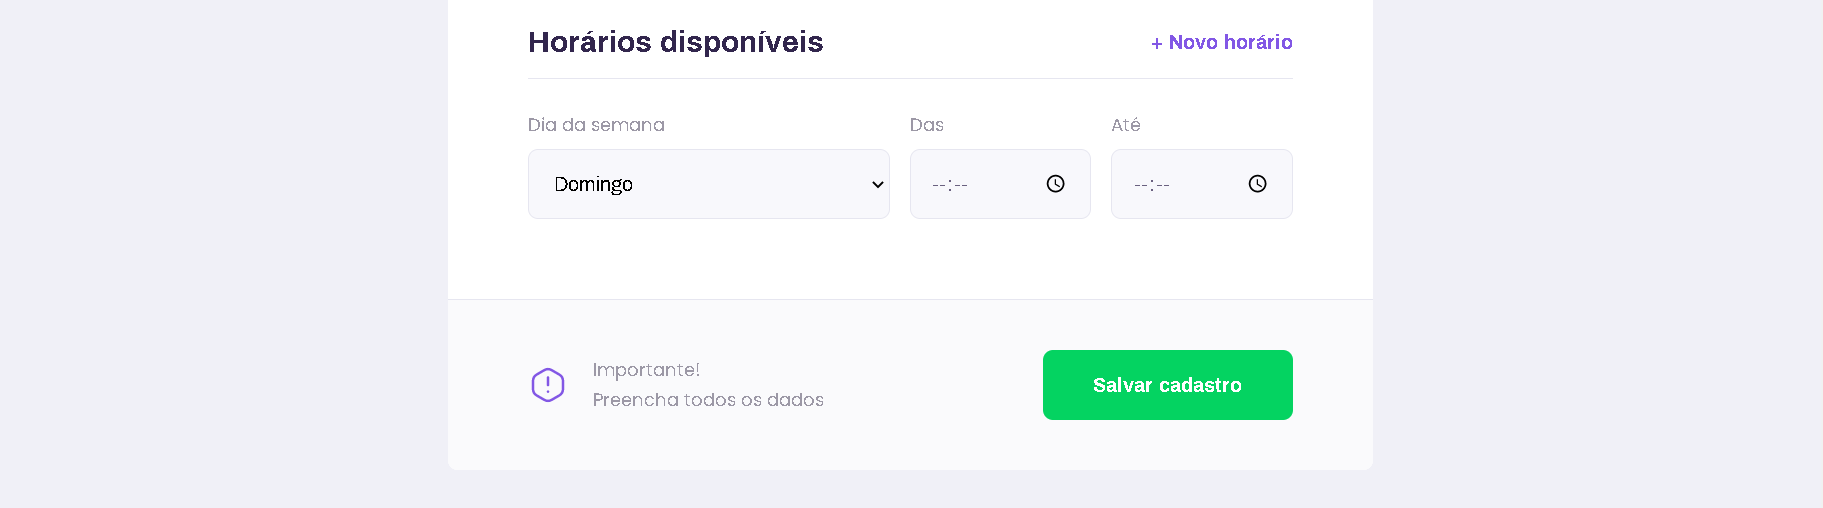 Horários disponíveis
+ Novo horário
Dia da semana
Das
Até
Domingo
--:--
--:--
Importante!
Preencha todos os dados
Salvar cadastro